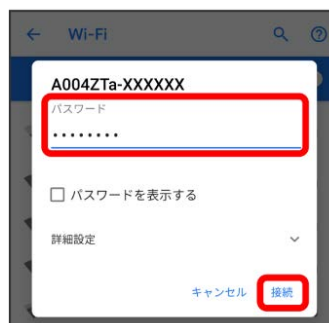 Wi-Fi
A004ZTa-XXXXXX
パスワード
••••••••
パスワードを表示する
詳細設定
キャンセル 接続